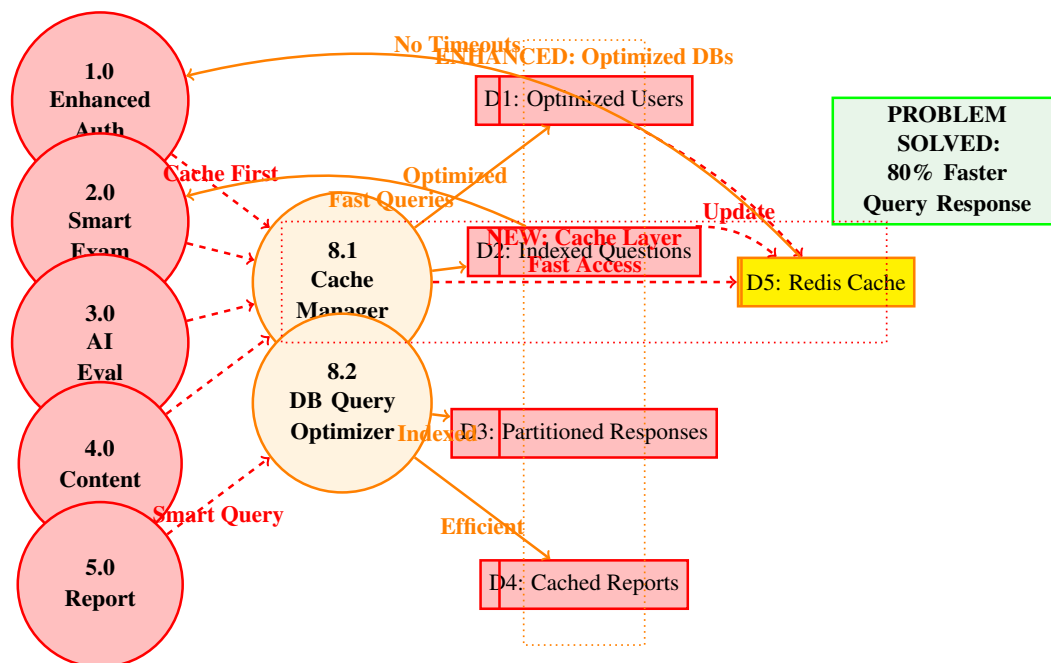 1.0
Enhanced
Auth
2.0
Smart
Exam
3.0
AI
Eval
4.0
Content
5.0
Report
8.1
Cache
Manager
8.2
DB Query
Optimizer
No Timeouts
ENHANCED: Optimized DBs
D1: Optimized Users
Cache First
Optimized
Fast Queries
Update
NEW: Cache Layer
D2: Indexed Questions
Fast Access
D5: Redis Cache
D3: Partitioned Responses
Indexed
Smart Query
Efficient
D4: Cached Reports
PROBLEM
SOLVED:
80% Faster
Query Response